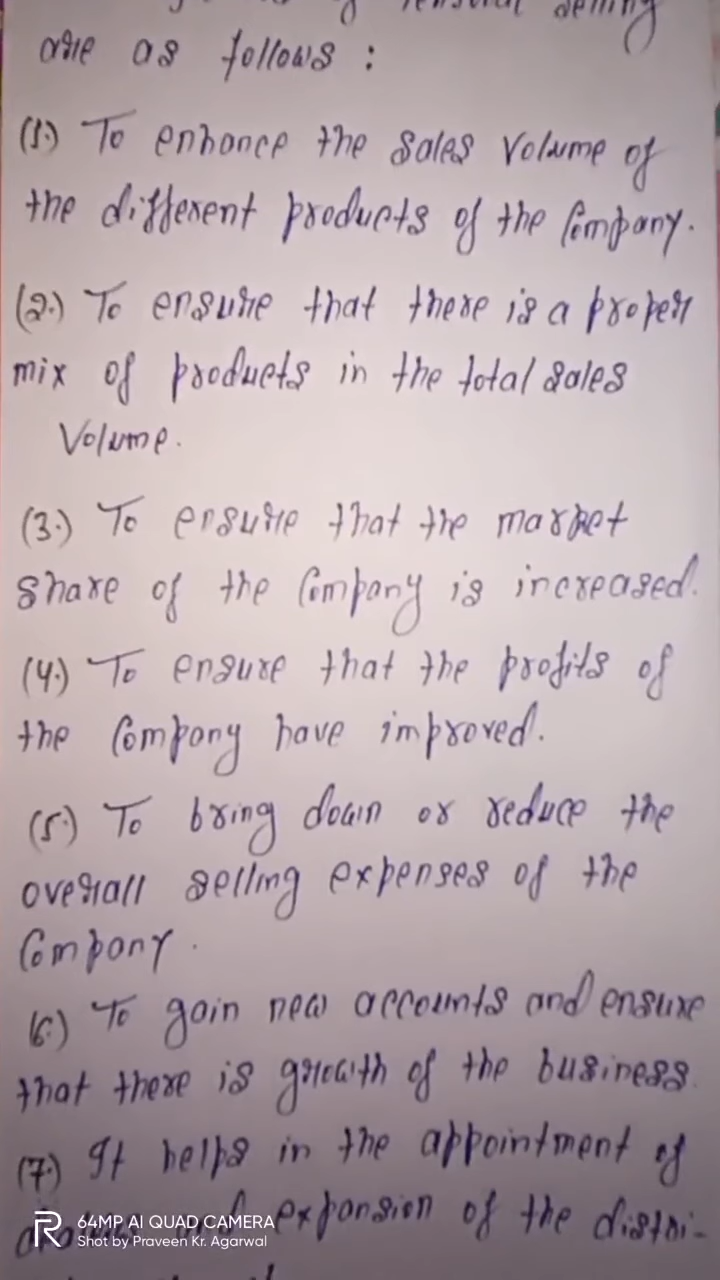 of Personal Selling
are as follows :
(1.) To enhance the sales Volume of
the different products of the Company.
(2.) To ensure that there is a proper
mix of products in the total sales
Volume.
(3.) To ensure that the market
share of the Company is increased.
(4.) To ensure that the profits of
the Company have improved.
(5.) To bring down or reduce the
overall selling expenses of the
Company.
(6.) To gain new accounts and ensure
that there is growth of the business.
(7.) It helps in the appointment of
and expansion of the distri-
64MP AI QUAD CAMERA
Shot by Praveen Kr. Agarwal